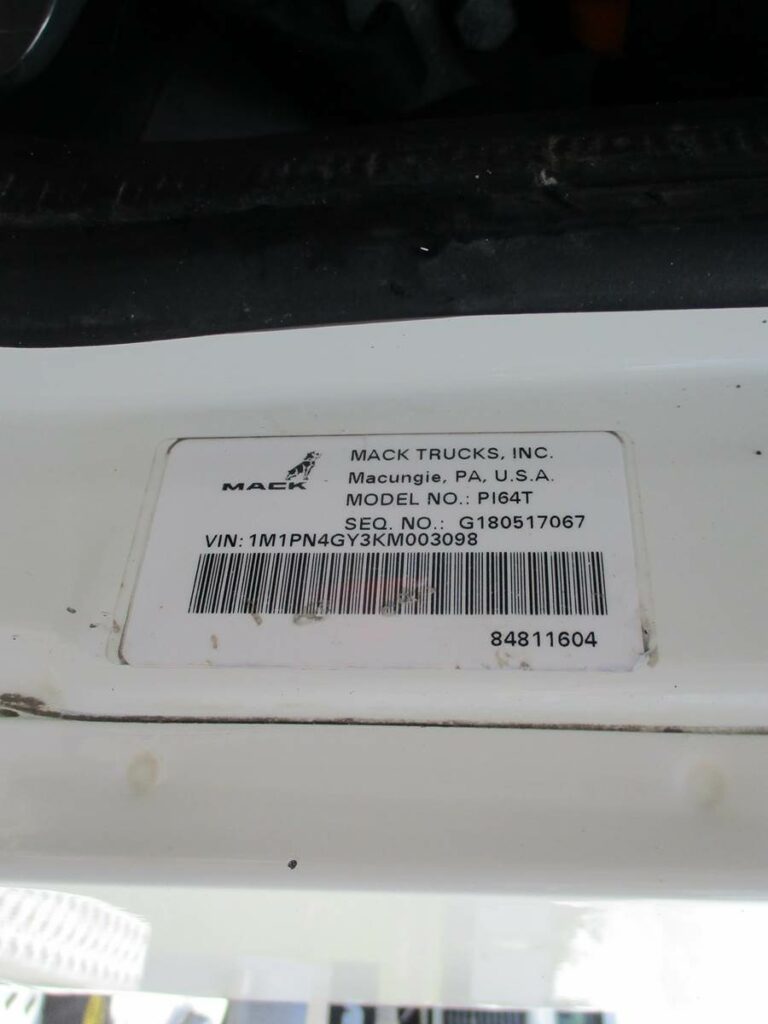 MACK
MACK TRUCKS, INC.
Macungie, PA, U.S.A.
MODEL NO.: PI64T
SEQ. NO.: G180517067
VIN: 1M1PN4GY3KM003098
84811604